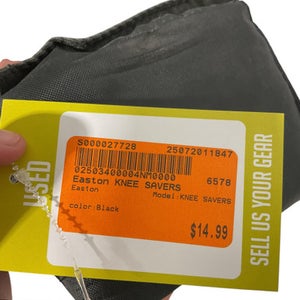 USED
S000027728 25072011847
02503400004NM0000
Easton KNEE SAVERS 6578
Easton Model:KNEE SAVERS
color:Black
$14.99
SELL US YOUR GEAR